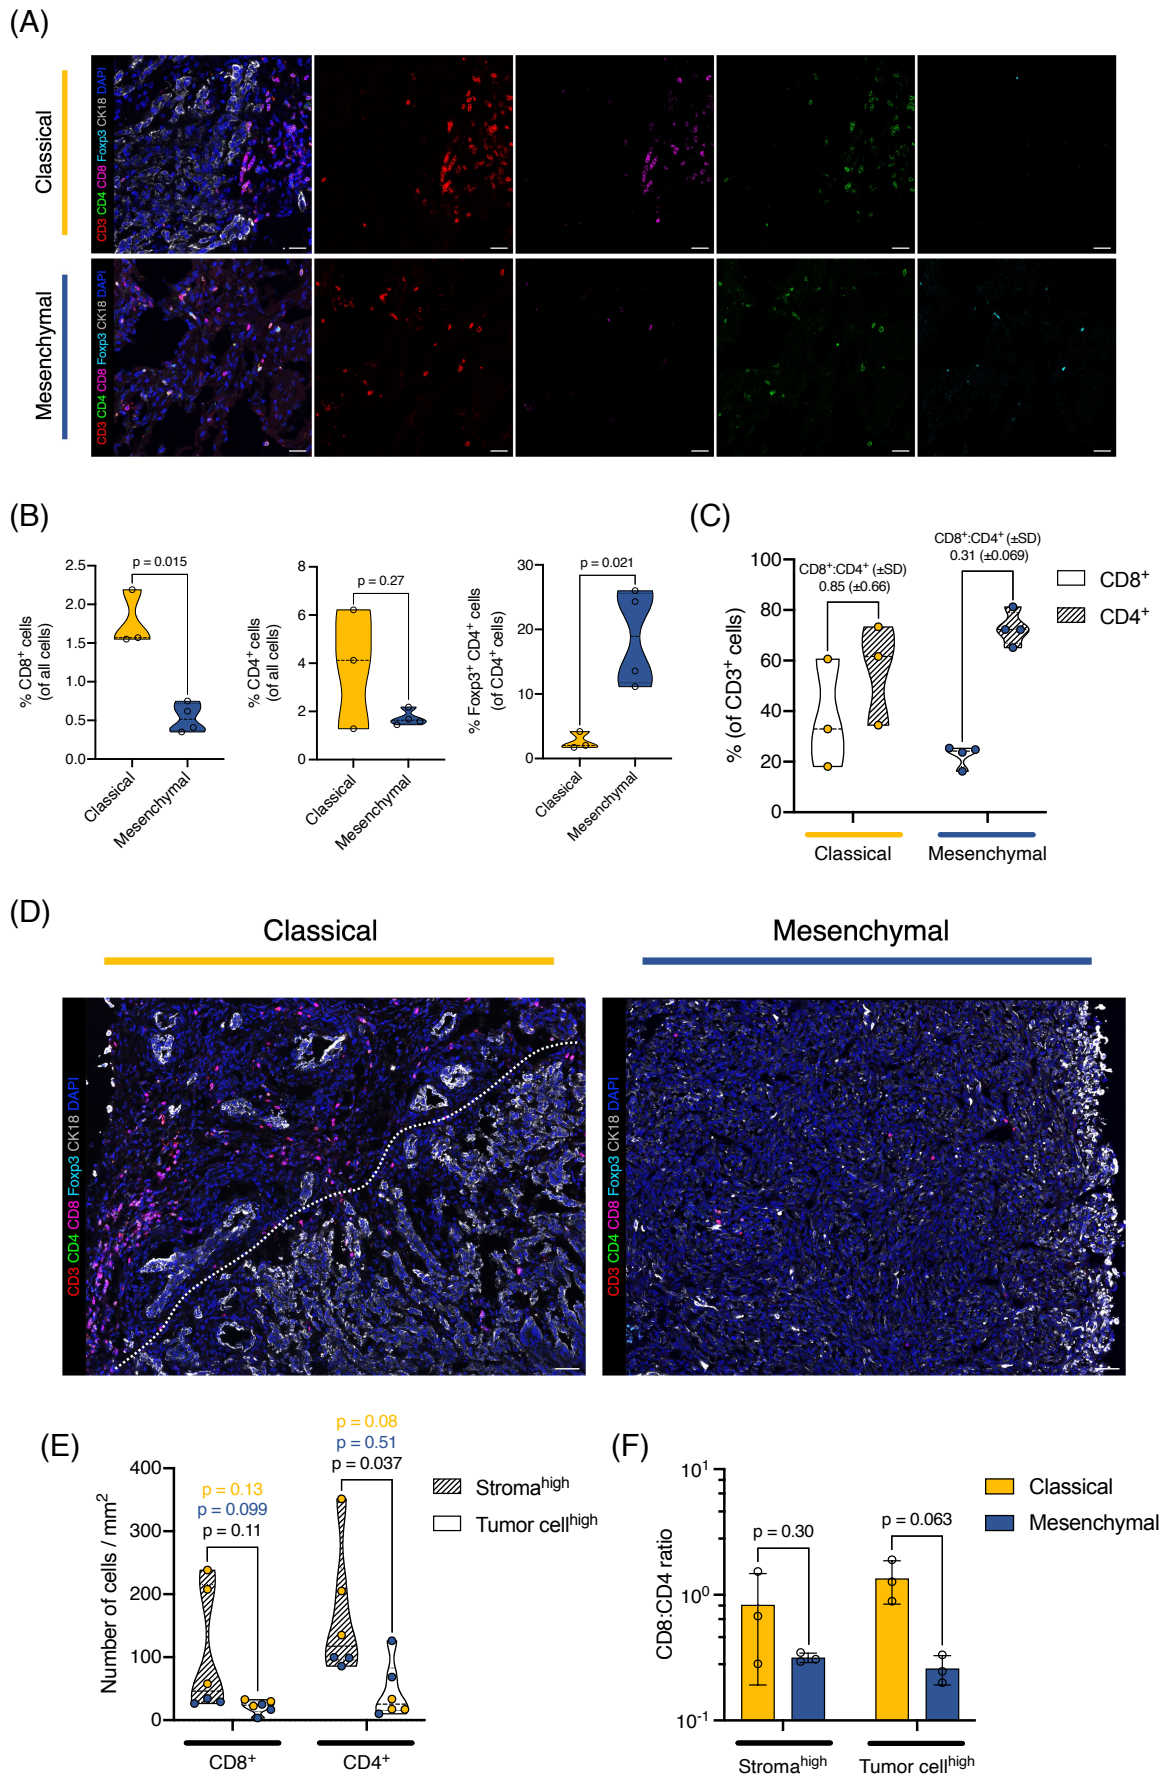 (A)
Classical
CD3 CD4 CD8 Foxp3 CK18 DAPI
Mesenchymal
CD3 CD4 CD8 Foxp3 CK18 DAPI
(B)
% CD8+ cells
(of all cells)
2.5
2.0
1.5
1.0
0.5
0.0
p = 0.015
Classical
Mesenchymal
% CD4+ cells
(of all cells)
8
6
4
2
0
p = 0.27
Classical
Mesenchymal
% Foxp3+ CD4+ cells
(of CD4+ cells)
30
20
10
0
p = 0.021
Classical
Mesenchymal
(C)
% (of CD3+ cells)
100
80
60
40
20
0
CD8+:CD4+ (±SD)
0.85 (±0.66)
CD8+:CD4+ (±SD)
0.31 (±0.069)
CD8+
CD4+
Classical
Mesenchymal
(D)
Classical
Mesenchymal
CD3 CD4 CD8 Foxp3 CK18 DAPI
CD3 CD4 CD8 Foxp3 CK18 DAPI
(E)
Number of cells / mm2
400
300
200
100
0
p = 0.13
p = 0.099
p = 0.11
p = 0.08
p = 0.51
p = 0.037
Stromahigh
Tumor cellhigh
CD8+
CD4+
(F)
CD8:CD4 ratio
101
100
10-1
p = 0.30
p = 0.063
Classical
Mesenchymal
Stromahigh
Tumor cellhigh